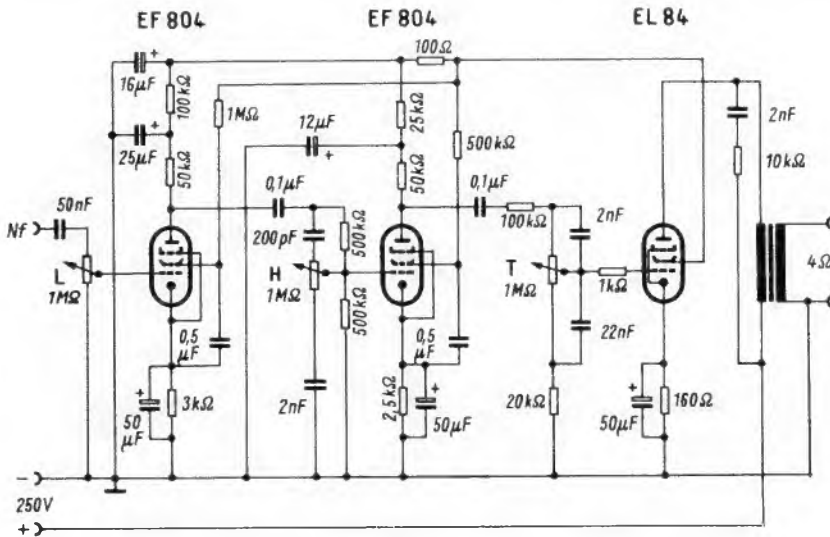 EF 804
EF 804
EL 84
16µF
+
100kΩ
1MΩ
100Ω
25kΩ
12µF
+
25µF
+
50kΩ
50kΩ
500kΩ
2nF
10kΩ
50nF
Nf
0,1µF
200pF
500kΩ
0,1µF
100kΩ
2nF
L
1MΩ
H
1MΩ
T
1MΩ
1kΩ
4Ω
500kΩ
0,5
µF
0,5
µF
22nF
+
50
µF
3kΩ
2nF
2,5kΩ
+
50µF
20kΩ
+
50µF
160Ω
-
250V
+